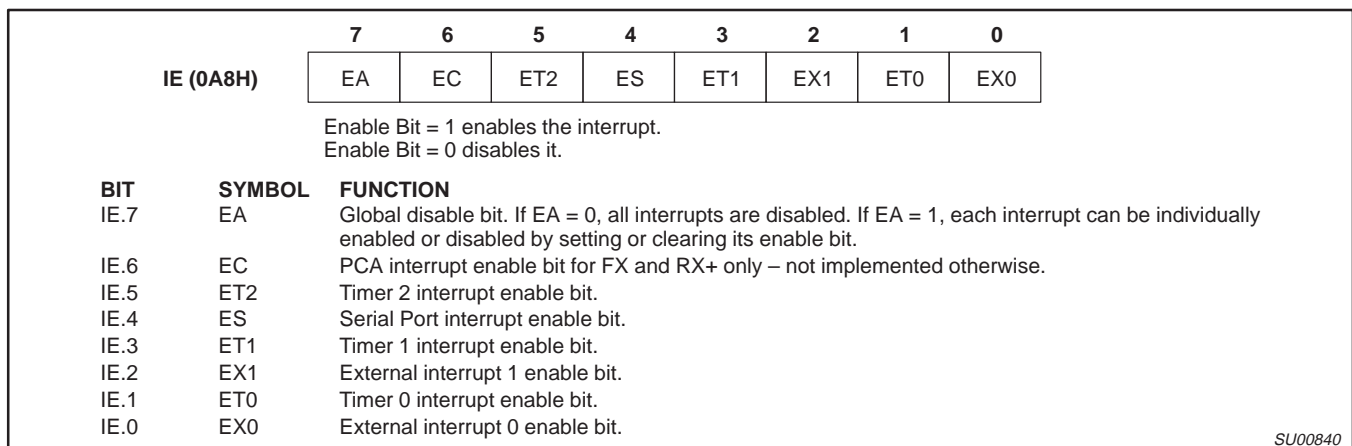 7 6 5 4 3 2 1 0
IE (0A8H) EA EC ET2 ES ET1 EX1 ET0 EX0
Enable Bit = 1 enables the interrupt.
Enable Bit = 0 disables it.
BIT SYMBOL FUNCTION
IE.7 EA Global disable bit. If EA = 0, all interrupts are disabled. If EA = 1, each interrupt can be individually
enabled or disabled by setting or clearing its enable bit.
IE.6 EC PCA interrupt enable bit for FX and RX+ only – not implemented otherwise.
IE.5 ET2 Timer 2 interrupt enable bit.
IE.4 ES Serial Port interrupt enable bit.
IE.3 ET1 Timer 1 interrupt enable bit.
IE.2 EX1 External interrupt 1 enable bit.
IE.1 ET0 Timer 0 interrupt enable bit.
IE.0 EX0 External interrupt 0 enable bit.
SU00840